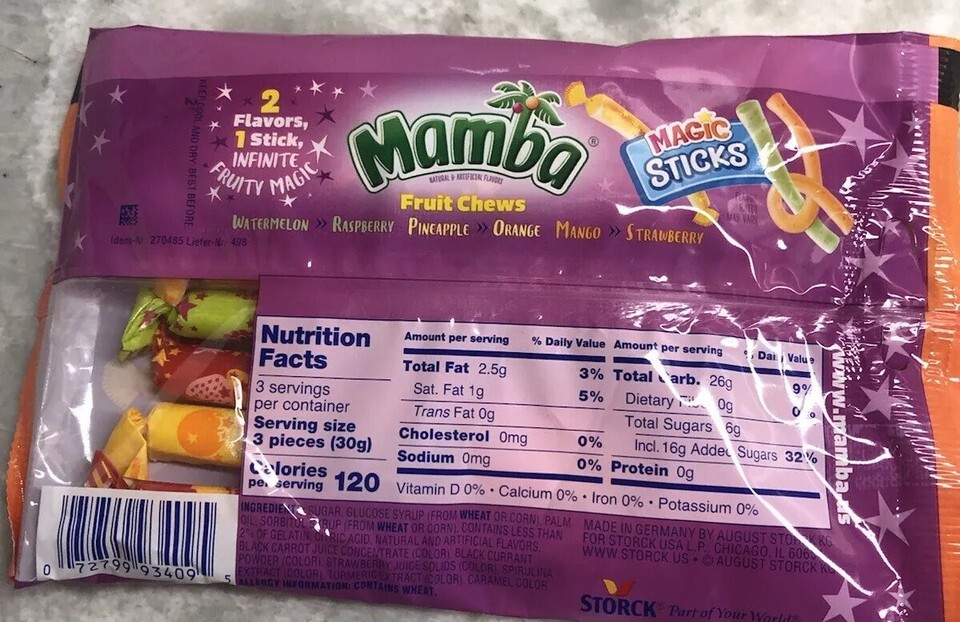 KEEP COOL AND DRY BEST BEFORE
2
Flavors,
1 Stick,
INFINITE
FRUITY MAGIC
Mamba®
NATURAL & ARTIFICIAL FLAVORS
Fruit Chews
MAGIC
STICKS
WATERMELON » RASPBERRY PINEAPPLE » ORANGE MANGO » STRAWBERRY
Ident-Nr. 270485 Liefer-Nr. 498
Nutrition
Facts
3 servings
per container
Serving size
3 pieces (30g)
Calories
per serving 120
Amount per serving % Daily Value
Total Fat 2.5g 3%
Sat. Fat 1g 5%
Trans Fat 0g
Cholesterol 0mg 0%
Sodium 0mg 0%
Amount per serving % Daily Value
Total Carb. 26g 9%
Dietary Fiber 0g 0%
Total Sugars 6g
Incl. 16g Added Sugars 32%
Protein 0g
Vitamin D 0% • Calcium 0% • Iron 0% • Potassium 0%
www.mamba.us
INGREDIENTS: SUGAR, GLUCOSE SYRUP (FROM WHEAT OR CORN), PALM
OIL, SORBITOL SYRUP (FROM WHEAT OR CORN), CONTAINS LESS THAN
2% OF GELATIN, CITRIC ACID, NATURAL AND ARTIFICIAL FLAVORS,
BLACK CARROT JUICE CONCENTRATE (COLOR), BLACK CURRANT
POWDER (COLOR), STRAWBERRY JUICE SOLIDS (COLOR), SPIRULINA
EXTRACT (COLOR), TURMERIC EXTRACT (COLOR), CARAMEL COLOR
ALLERGY INFORMATION: CONTAINS WHEAT.
MADE IN GERMANY BY AUGUST STORCK KG
FOR STORCK USA L.P., CHICAGO, IL
WWW.STORCK.US • © AUGUST STORCK KG
STORCK® Part of Your World™
0 72799 93409 5